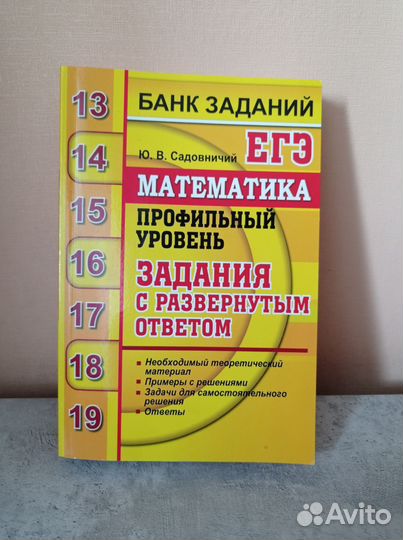 13
14
15
16
17
18
19
БАНК ЗАДАНИЙ
ЕГЭ
Ю. В. Садовничий
МАТЕМАТИКА
ПРОФИЛЬНЫЙ
УРОВЕНЬ
ЗАДАНИЯ
С РАЗВЕРНУТЫМ
ОТВЕТОМ
▪ Необходимый теоретический
материал
▪ Примеры с решениями
▪ Задачи для самостоятельного
решения
▪ Ответы
Avito